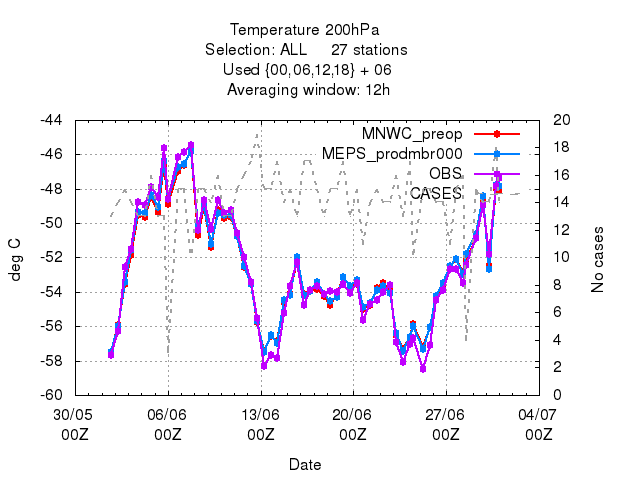 Temperature 200hPa
Selection: ALL     27 stations
Used {00,06,12,18} + 06
Averaging window: 12h
MNWC_preop
MEPS_prodmbr000
OBS
CASES
deg C
-44
-46
-48
-50
-52
-54
-56
-58
-60
No cases
20
18
16
14
12
10
8
6
4
2
0
30/05 06/06 13/06 20/06 27/06 04/07
00Z 00Z 00Z 00Z 00Z 00Z
Date